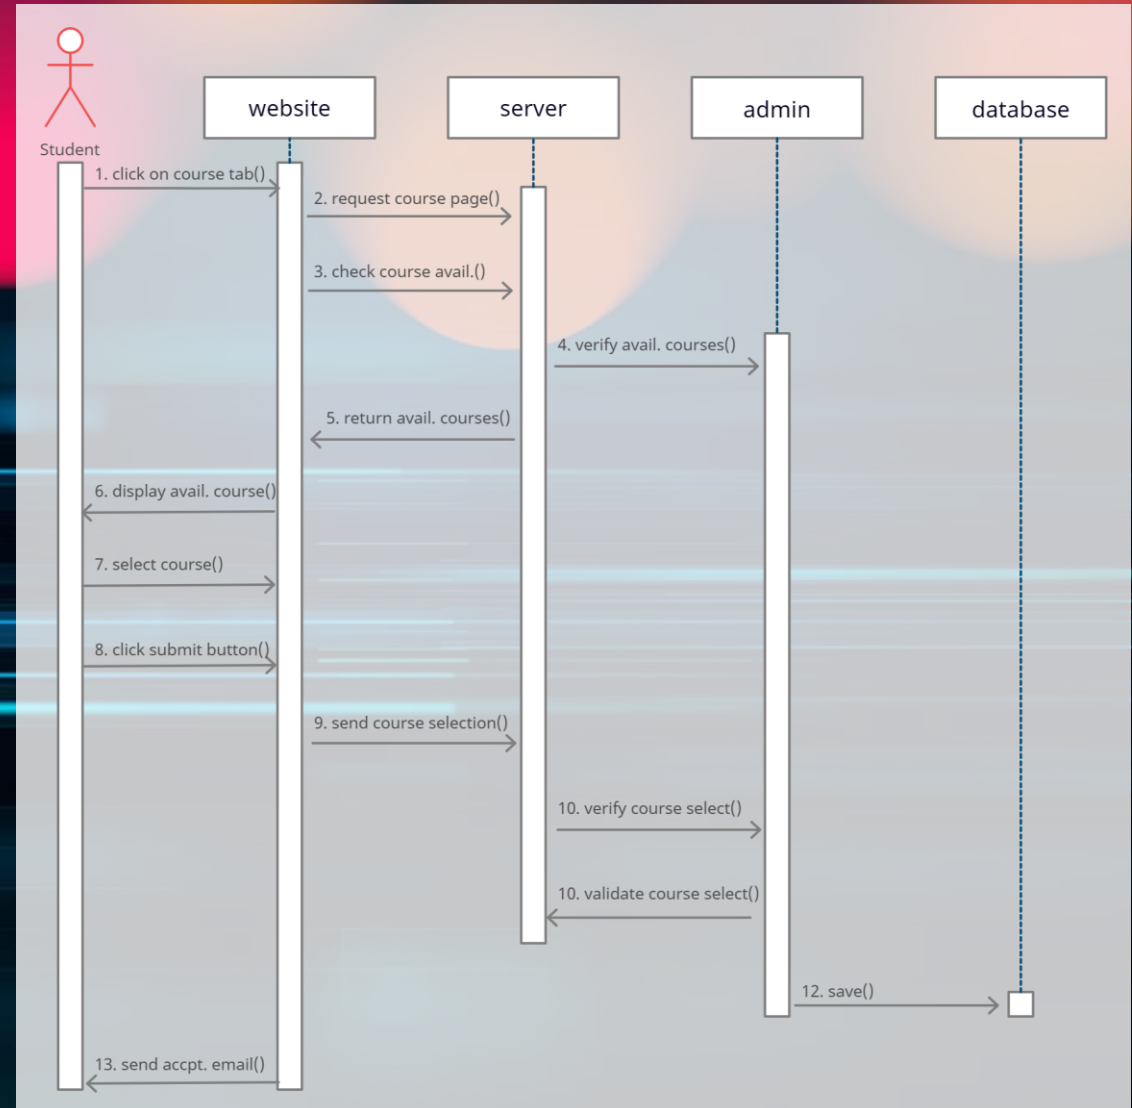 website
server
admin
database
Student
1. click on course tab()
2. request course page()
3. check course avail.()
4. verify avail. courses()
5. return avail. courses()
6. display avail. course()
7. select course()
8. click submit button()
9. send course selection()
10. verify course select()
10. validate course select()
12. save()
13. send accpt. email()